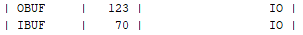 | OBUF     |   123 |                  IO |
| IBUF     |    70 |                  IO |